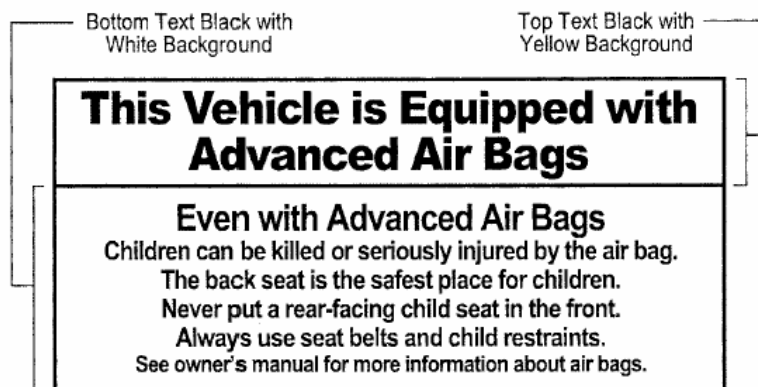 Bottom Text Black with
White Background
Top Text Black with
Yellow Background
This Vehicle is Equipped with
Advanced Air Bags
Even with Advanced Air Bags
Children can be killed or seriously injured by the air bag.
The back seat is the safest place for children.
Never put a rear-facing child seat in the front.
Always use seat belts and child restraints.
See owner's manual for more information about air bags.